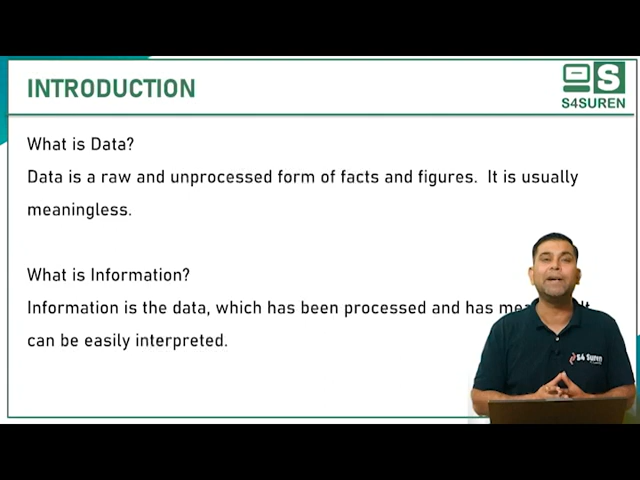 INTRODUCTION
S
S4SUREN
What is Data?
Data is a raw and unprocessed form of facts and figures. It is usually
meaningless.
What is Information?
Information is the data, which has been processed and has It
can be easily interpreted.
S4 Suren